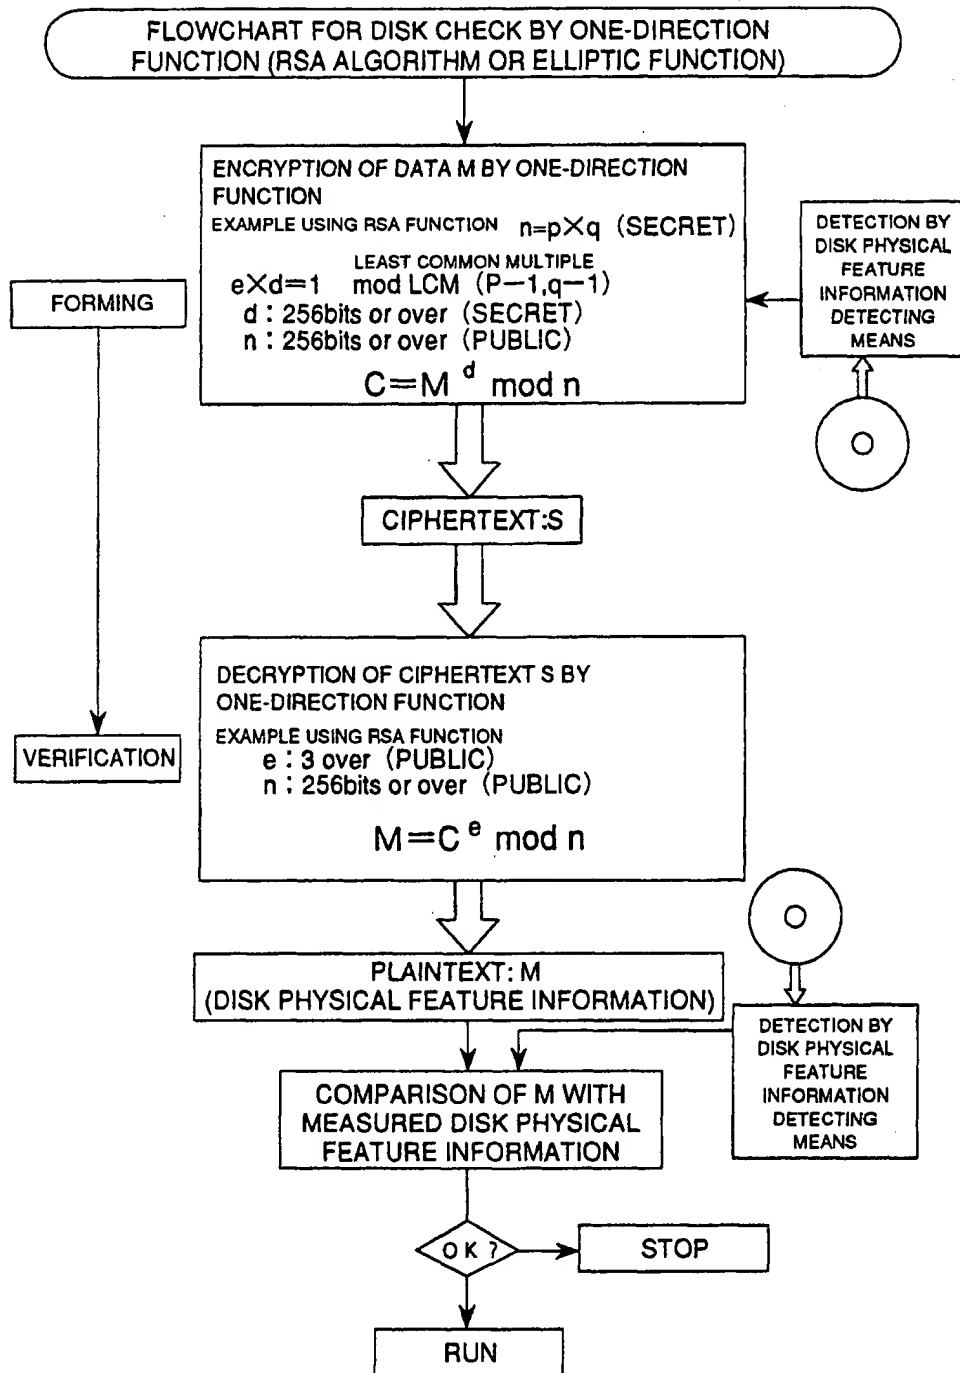 FLOWCHART FOR DISK CHECK BY ONE-DIRECTION
FUNCTION (RSA ALGORITHM OR ELLIPTIC FUNCTION)
ENCRYPTION OF DATA M BY ONE-DIRECTION
FUNCTION
EXAMPLE USING RSA FUNCTION n=p×q (SECRET)
LEAST COMMON MULTIPLE
e×d=1 mod LCM (P-1,q-1)
d : 256bits or over (SECRET)
n : 256bits or over (PUBLIC)
C=M^d mod n
DETECTION BY
DISK PHYSICAL
FEATURE
INFORMATION
DETECTING
MEANS
FORMING
CIPHERTEXT:S
DECRYPTION OF CIPHERTEXT S BY
ONE-DIRECTION FUNCTION
EXAMPLE USING RSA FUNCTION
e : 3 over (PUBLIC)
n : 256bits or over (PUBLIC)
M=C^e mod n
VERIFICATION
PLAINTEXT: M
(DISK PHYSICAL FEATURE INFORMATION)
DETECTION BY
DISK PHYSICAL
FEATURE
INFORMATION
DETECTING
MEANS
COMPARISON OF M WITH
MEASURED DISK PHYSICAL
FEATURE INFORMATION
OK ?
STOP
RUN